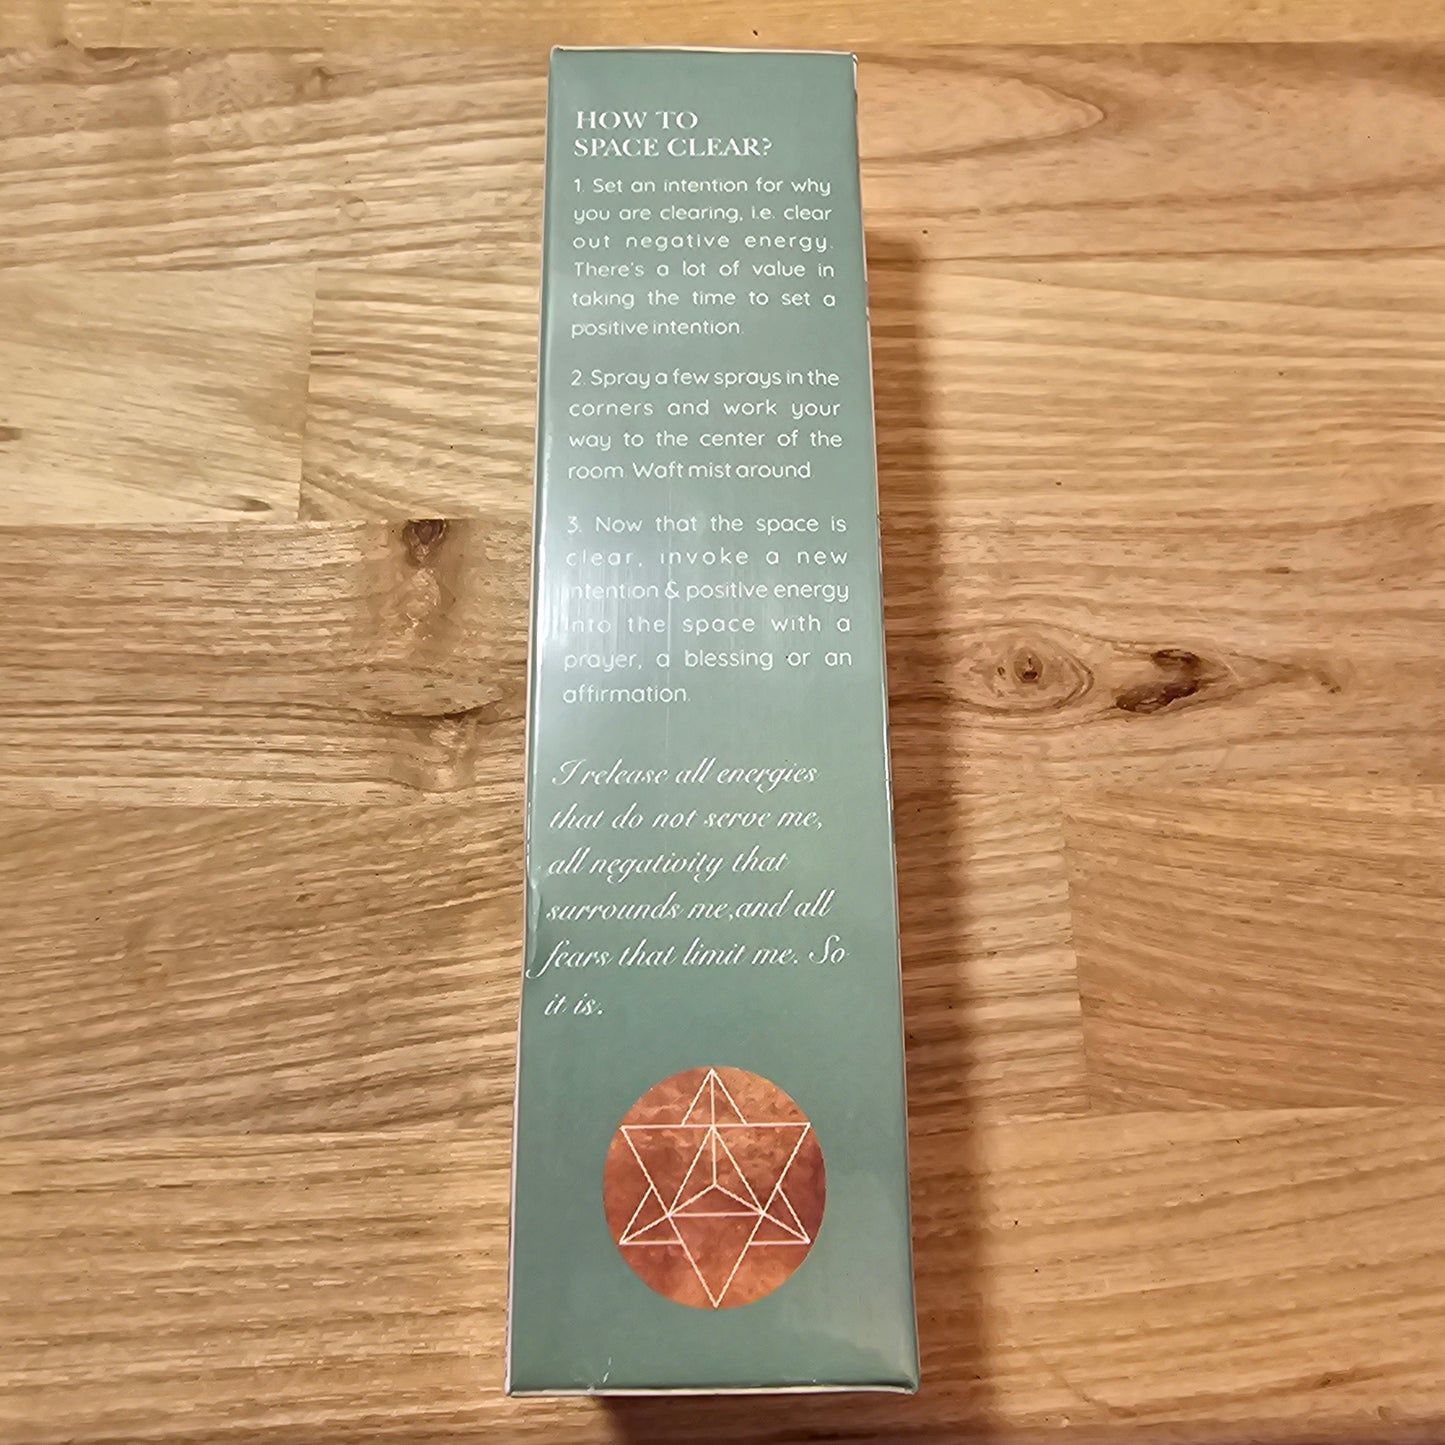 HOW TO
SPACE CLEAR?
1. Set an intention for why
you are clearing, i.e. clear
out negative energy.
There's a lot of value in
taking the time to set a
positive intention.
2. Spray a few sprays in the
corners and work your
way to the center of the
room. Waft mist around.
3. Now that the space is
clear, invoke a new
intention & positive energy
into the space with a
prayer, a blessing or an
affirmation.
I release all energies
that do not serve me,
all negativity that
surrounds me,and all
fears that limit me. So
it is.